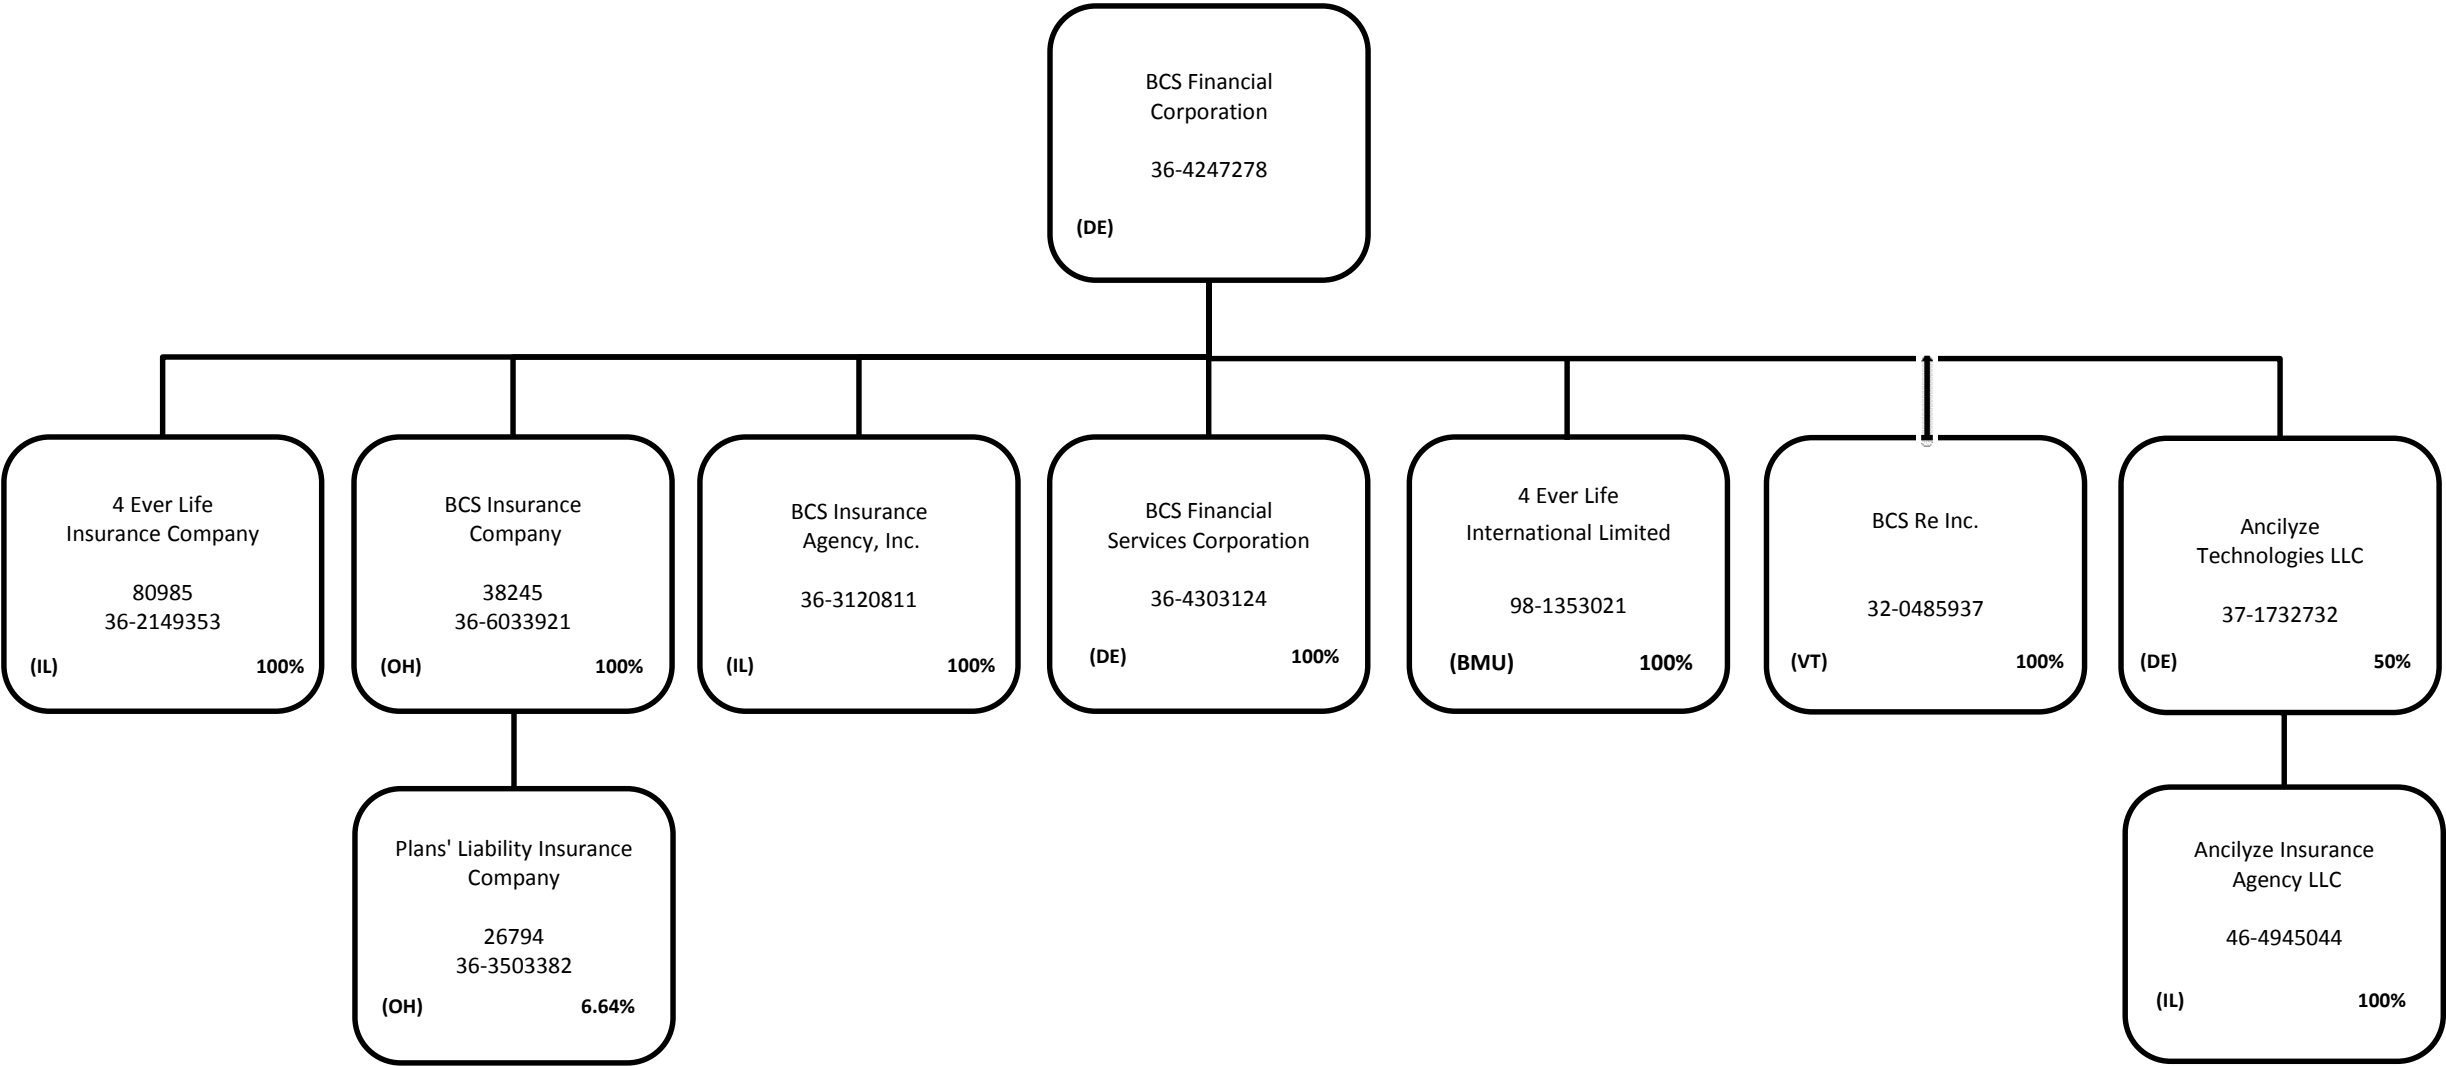 BCS Financial
Corporation
36-4247278
(DE)
4 Ever Life
Insurance Company
80985
36-2149353
(IL) 100%
BCS Insurance
Company
38245
36-6033921
(OH) 100%
BCS Insurance
Agency, Inc.
36-3120811
(IL) 100%
BCS Financial
Services Corporation
36-4303124
(DE) 100%
4 Ever Life
International Limited
98-1353021
(BMU) 100%
BCS Re Inc.
32-0485937
(VT) 100%
Ancilyze
Technologies LLC
37-1732732
(DE) 50%
Plans' Liability Insurance
Company
26794
36-3503382
(OH) 6.64%
Ancilyze Insurance
Agency LLC
46-4945044
(IL) 100%